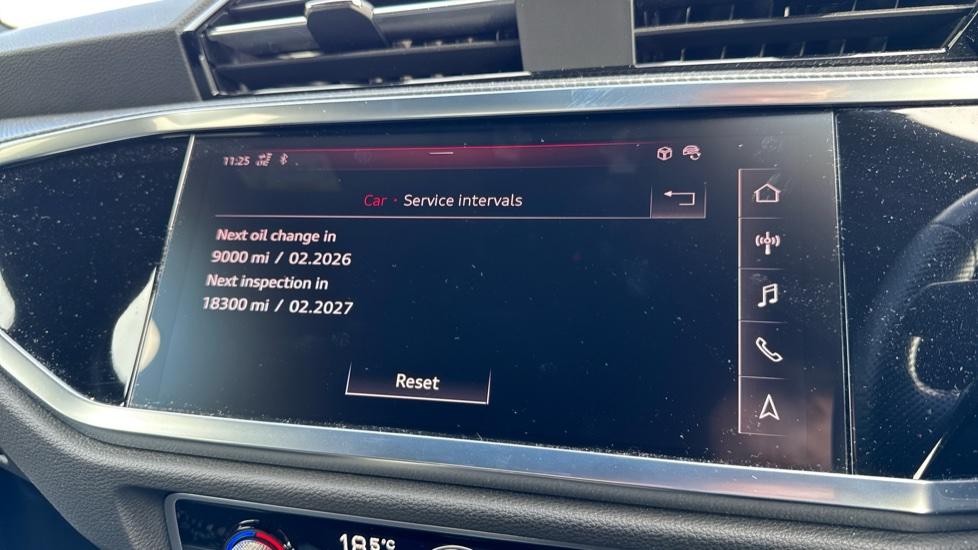 11:25
Car · Service intervals
Next oil change in
9000 mi / 02.2026
Next inspection in
18300 mi / 02.2027
Reset
18.5°C